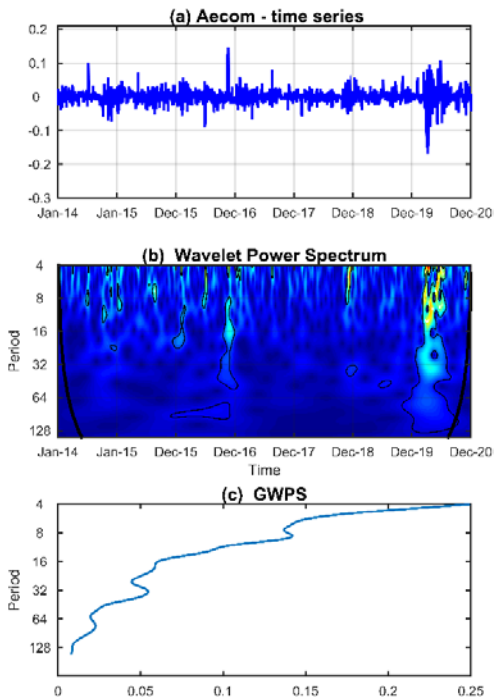 (a) Aecom - time series
0.2
0.1
0
-0.1
-0.2
-0.3
Jan-14 Jan-15 Dec-15 Dec-16 Dec-17 Dec-18 Dec-19 Dec-20
(b) Wavelet Power Spectrum
Period
4
8
16
32
64
128
Jan-14 Jan-15 Dec-15 Dec-16 Dec-17 Dec-18 Dec-19 Dec-20
Time
(c) GWPS
Period
4
8
16
32
64
128
0 0.05 0.1 0.15 0.2 0.25